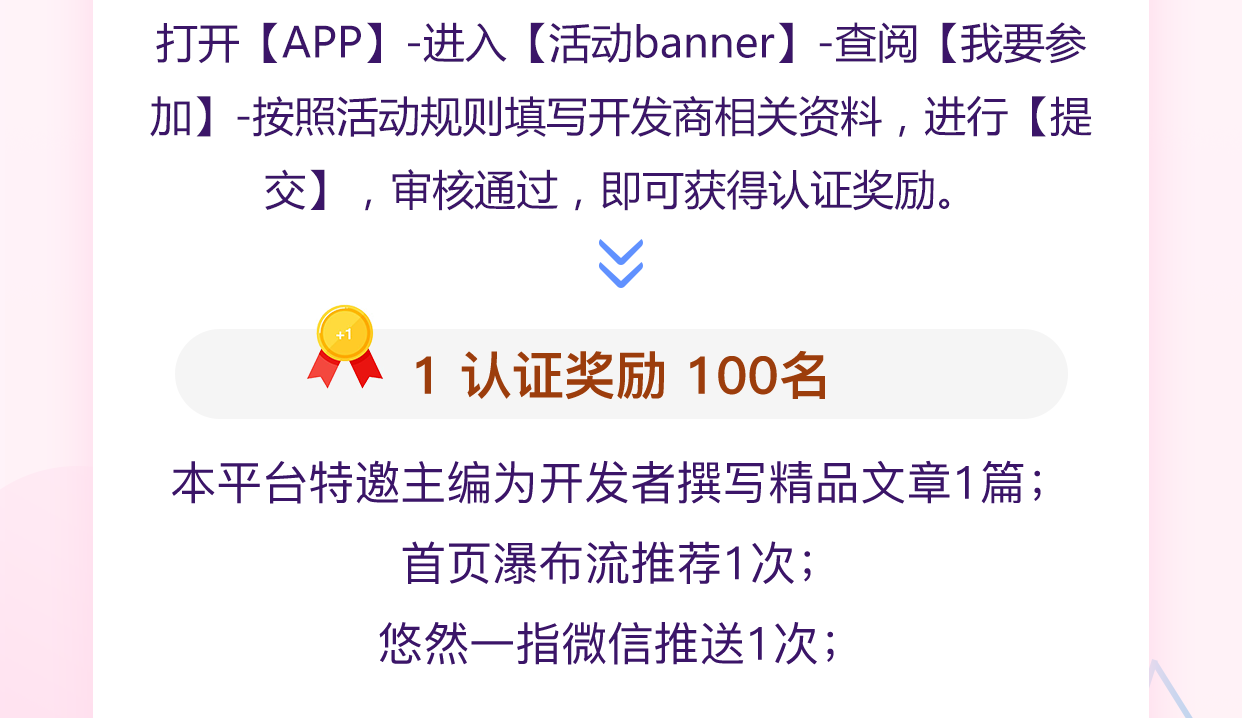 打开【APP】-进入【活动banner】-查阅【我要参
加】-按照活动规则填写开发商相关资料，进行【提
交】，审核通过，即可获得认证奖励。
+1
1 认证奖励 100名
本平台特邀主编为开发者撰写精品文章1篇；
首页瀑布流推荐1次；
悠然一指微信推送1次；